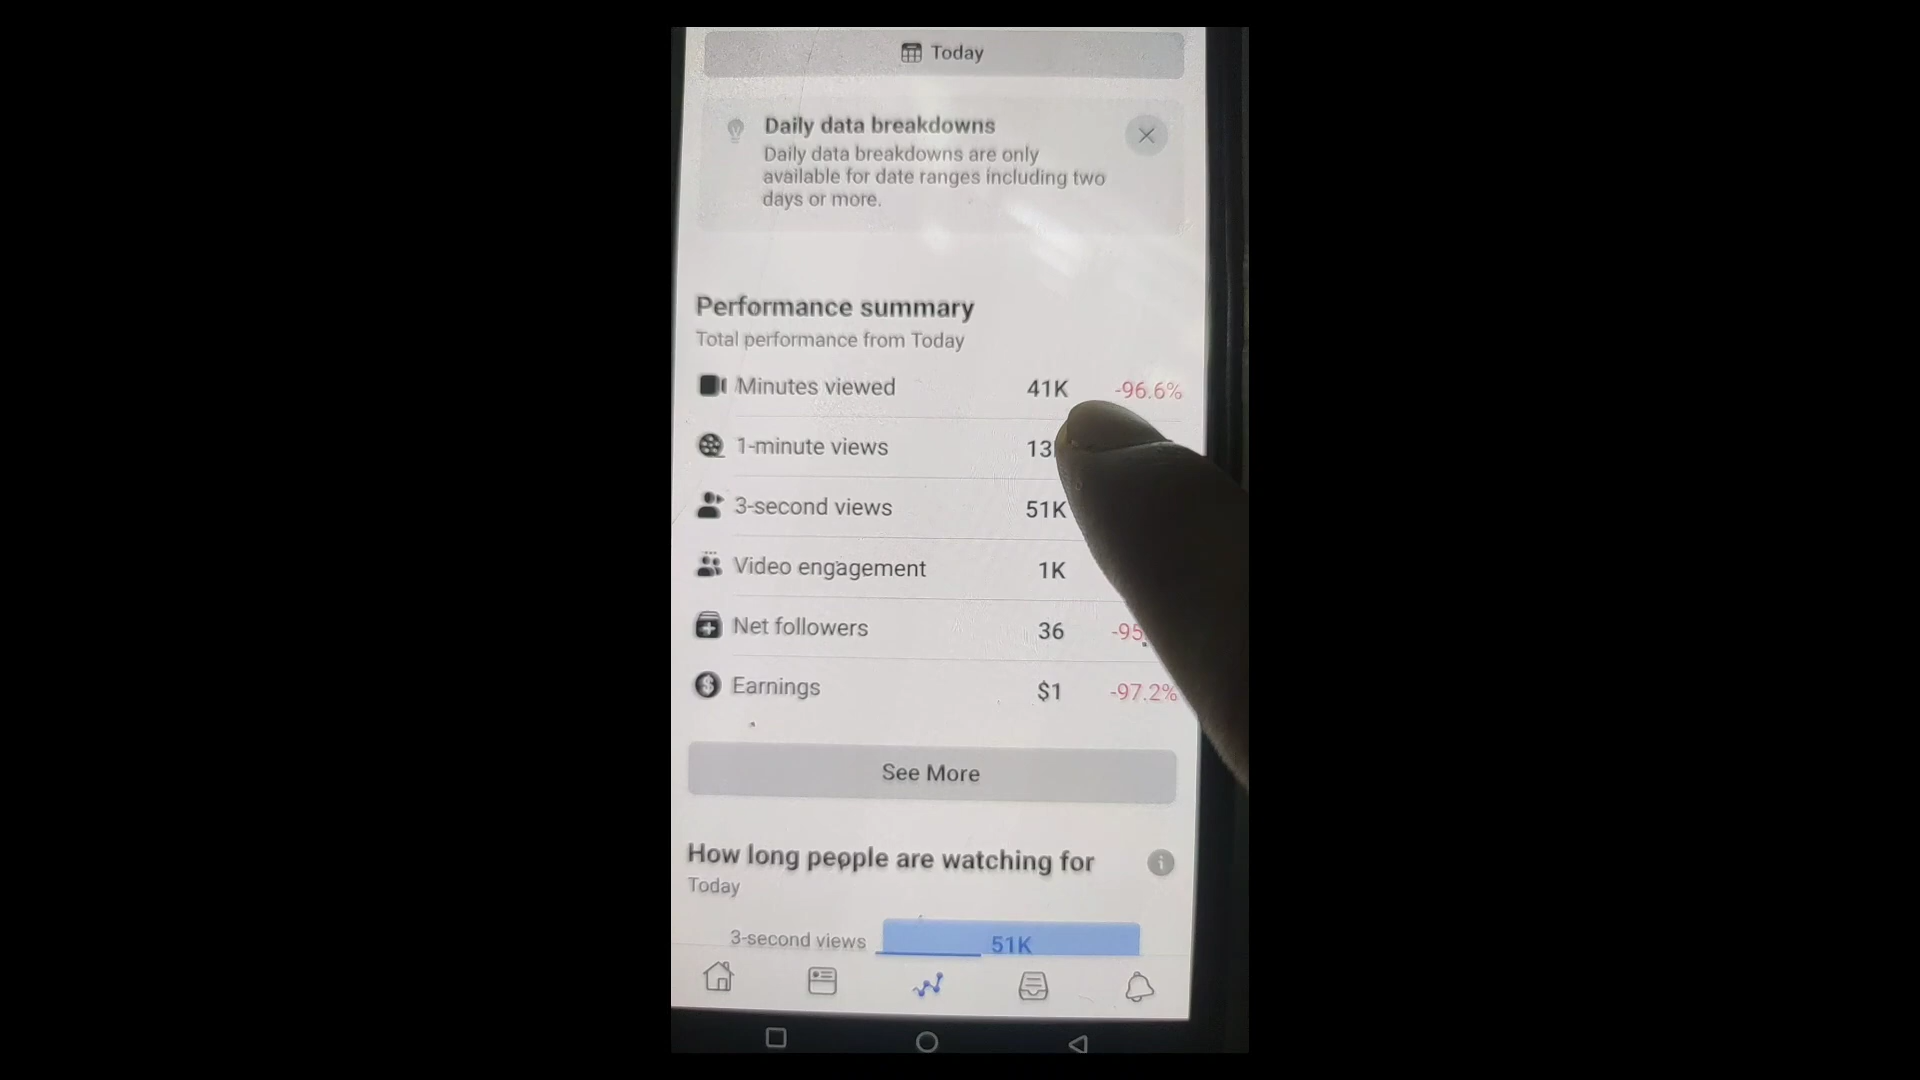 Today
Daily data breakdowns
Daily data breakdowns are only
available for date ranges including two
days or more.
Performance summary
Total performance from Today
Minutes viewed 41K -96.6%
1-minute views 13
3-second views 51K
Video engagement 1K
Net followers 36 -95
Earnings $1 -97.2%
See More
How long people are watching for
Today
3-second views 51K